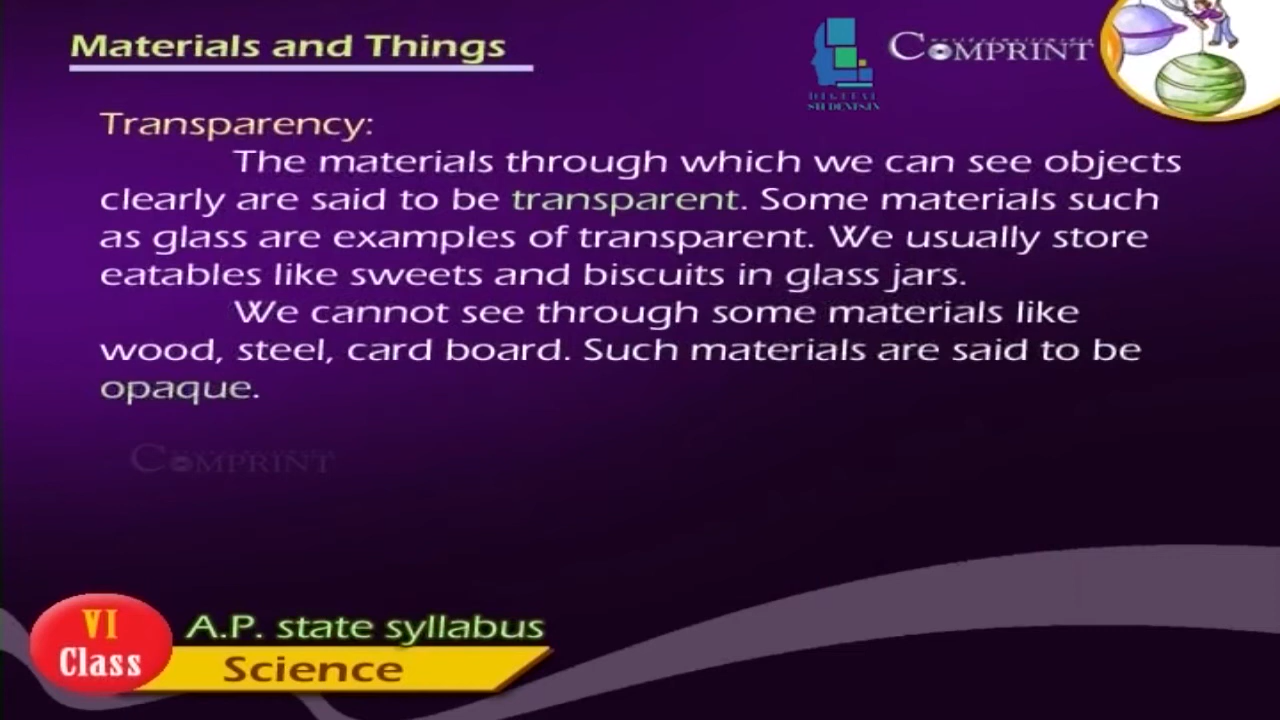 Materials and Things
COMPRINT
DIGITAL
STUDENTS.IN
Transparency:
The materials through which we can see objects
clearly are said to be transparent. Some materials such
as glass are examples of transparent. We usually store
eatables like sweets and biscuits in glass jars.
We cannot see through some materials like
wood, steel, card board. Such materials are said to be
opaque.
COMPRINT
VI
Class
A.P. state syllabus
Science